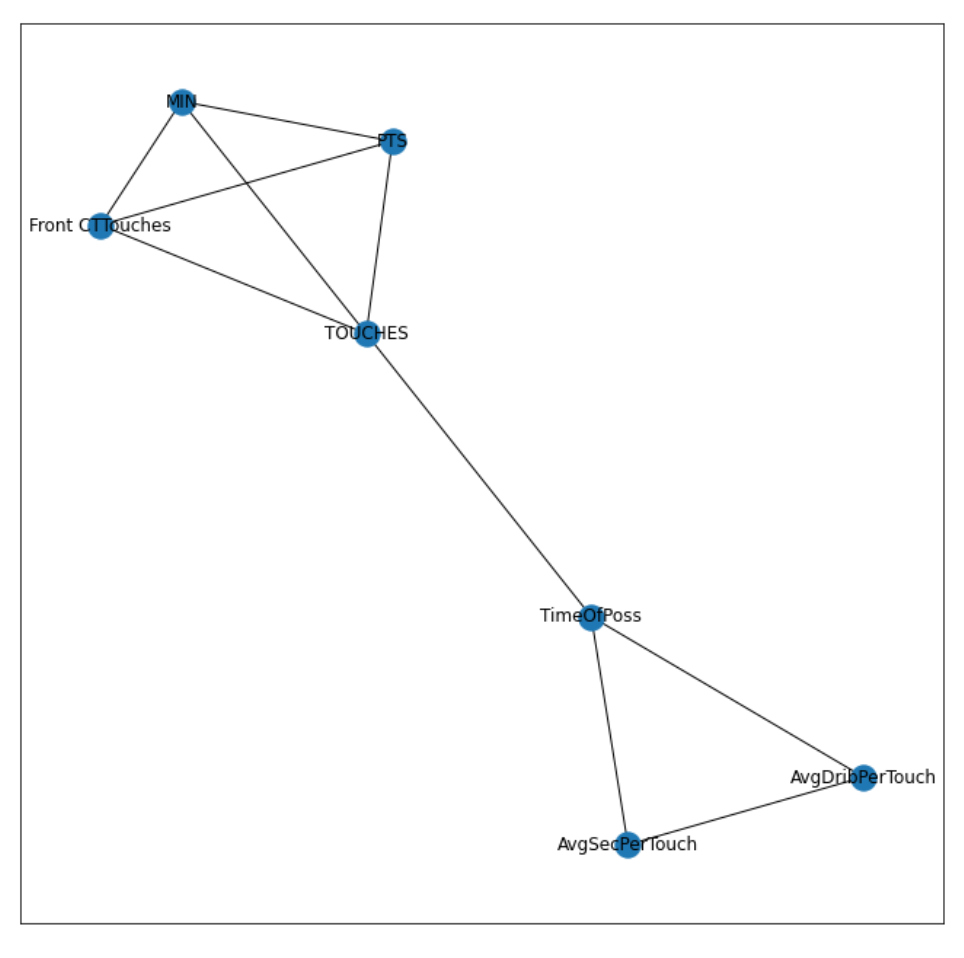 MIN
PTS
Front CTTouches
TOUCHES
TimeOfPoss
AvgDribPerTouch
AvgSecPerTouch